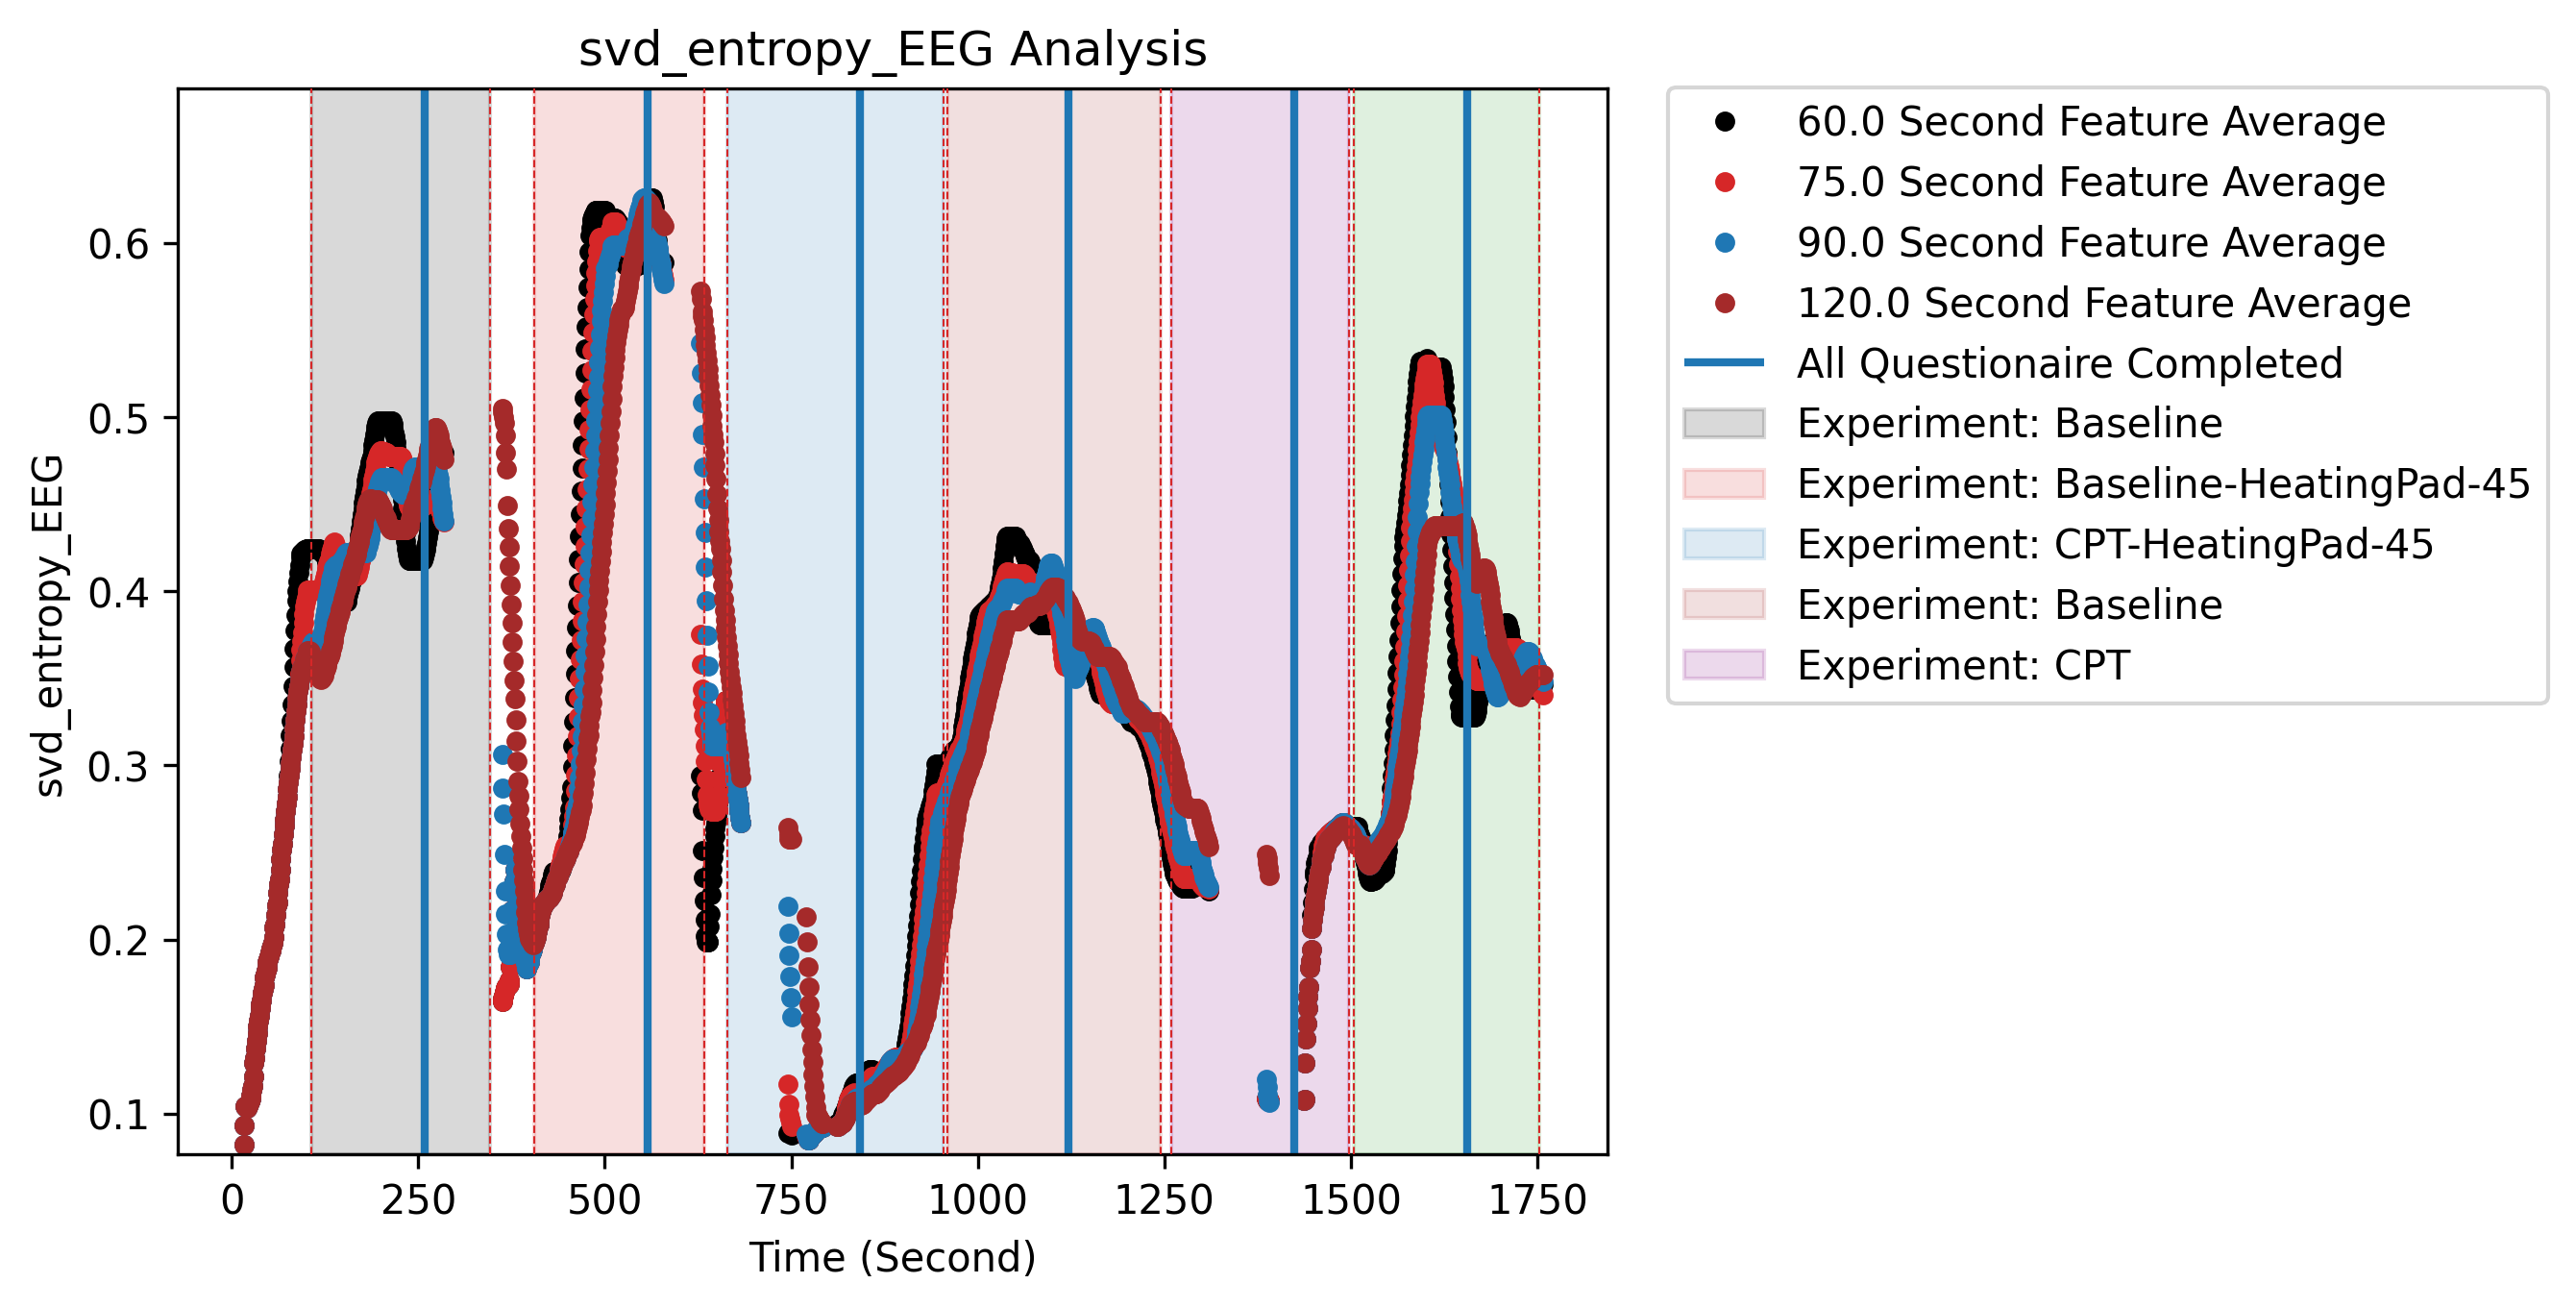 svd_entropy_EEG Analysis
svd_entropy_EEG
0.6
0.5
0.4
0.3
0.2
0.1
0 250 500 750 1000 1250 1500 1750
Time (Second)
60.0 Second Feature Average
75.0 Second Feature Average
90.0 Second Feature Average
120.0 Second Feature Average
All Questionaire Completed
Experiment: Baseline
Experiment: Baseline-HeatingPad-45
Experiment: CPT-HeatingPad-45
Experiment: Baseline
Experiment: CPT